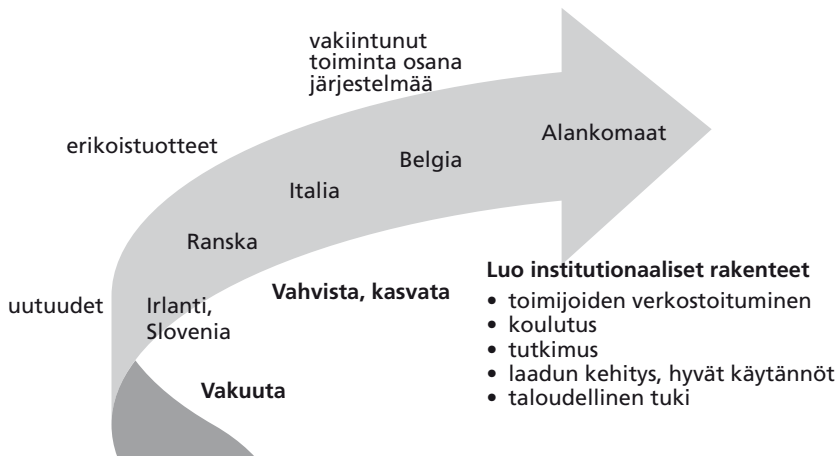 vakiintunut
toiminta osana
järjestelmää
erikoistuotteet
Alankomaat
Belgia
Italia
Ranska
uutuudet
Irlanti,
Slovenia
Vahvista, kasvata
Vakuuta
Luo institutionaaliset rakenteet
• toimijoiden verkostoituminen
• koulutus
• tutkimus
• laadun kehitys, hyvät käytännöt
• taloudellinen tuki